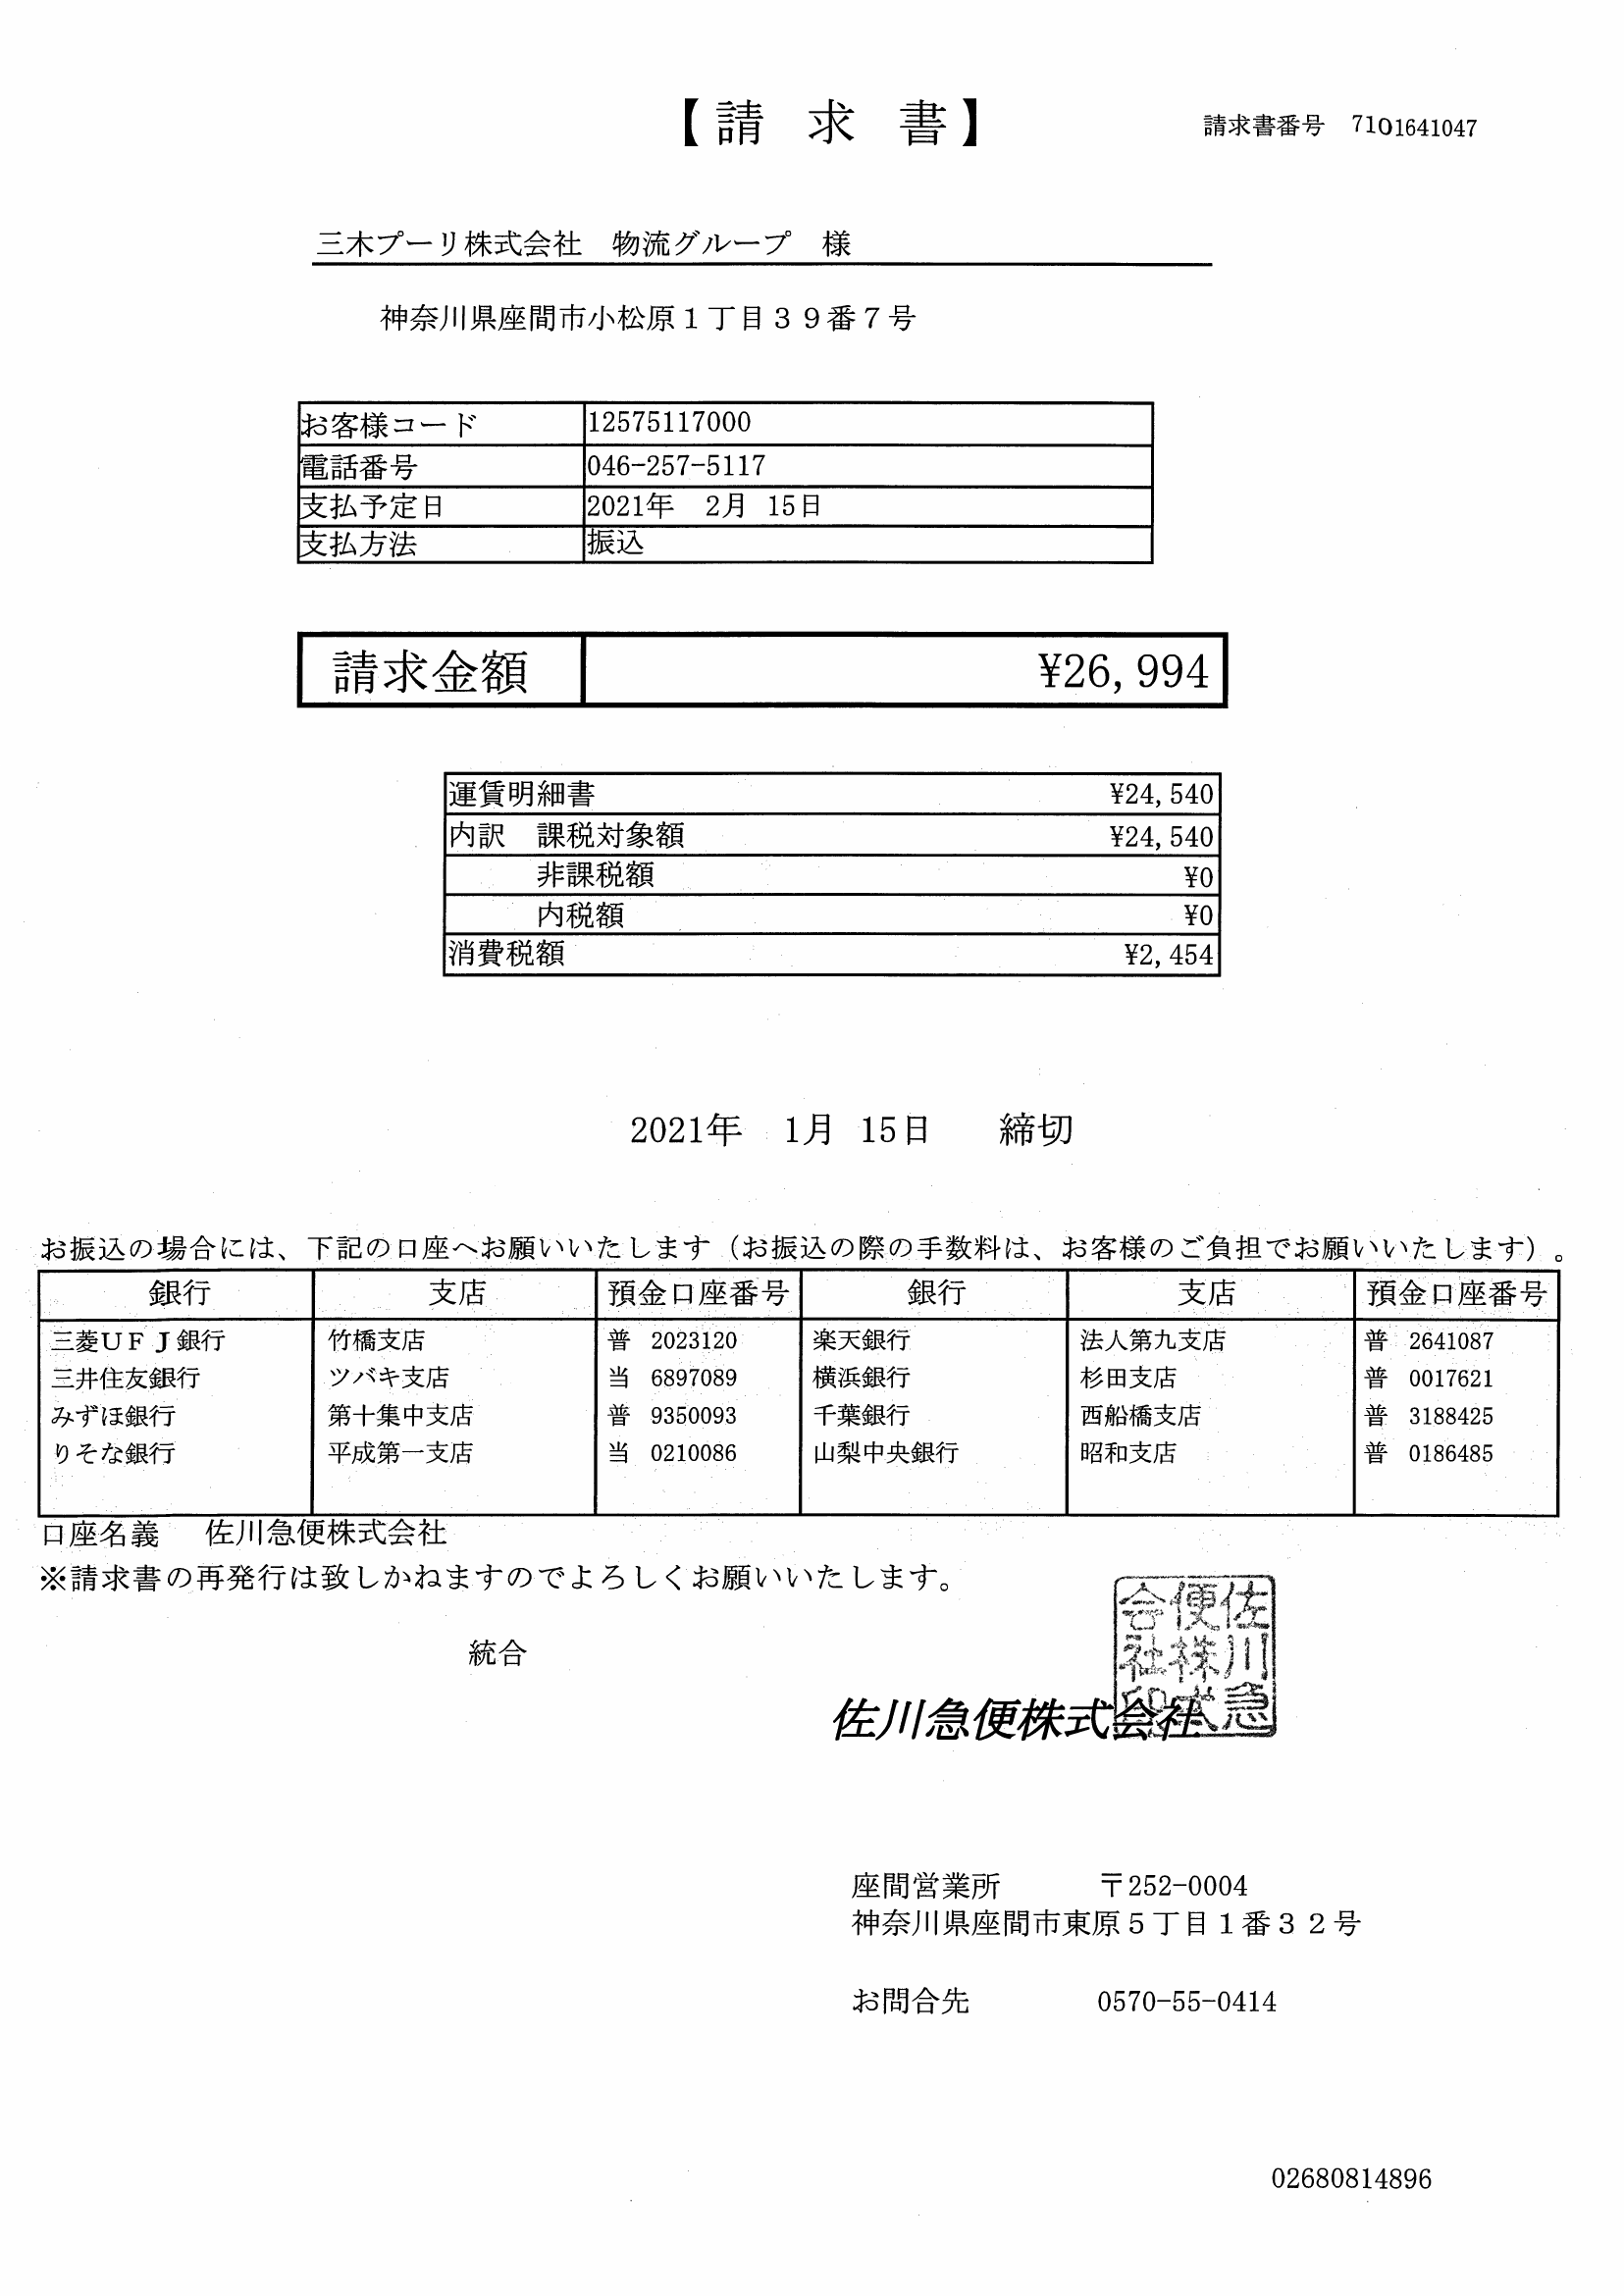 【請 求 書】
請求書番号 7101641047
三木プーリ株式会社 物流グループ 様
神奈川県座間市小松原１丁目３９番７号
お客様コード 12575117000
電話番号 046-257-5117
支払予定日 2021年 2月 15日
支払方法 振込
請求金額 ¥26,994
運賃明細書 ¥24,540
内訳 課税対象額 ¥24,540
非課税額 ¥0
内税額 ¥0
消費税額 ¥2,454
2021年 1月 15日 締切
お振込の場合には、下記の口座へお願いいたします（お振込の際の手数料は、お客様のご負担でお願いいたします）。
銀行 支店 預金口座番号 銀行 支店 預金口座番号
三菱ＵＦＪ銀行 竹橋支店 普 2023120 楽天銀行 法人第九支店 普 2641087
三井住友銀行 ツバキ支店 当 6897089 横浜銀行 杉田支店 普 0017621
みずほ銀行 第十集中支店 普 9350093 千葉銀行 西船橋支店 普 3188425
りそな銀行 平成第一支店 当 0210086 山梨中央銀行 昭和支店 普 0186485
口座名義 佐川急便株式会社
※請求書の再発行は致しかねますのでよろしくお願いいたします。
統合
佐川急便株式会社
佐川急便株式会社印
座間営業所 〒252-0004
神奈川県座間市東原５丁目１番３２号
お問合先 0570-55-0414
02680814896